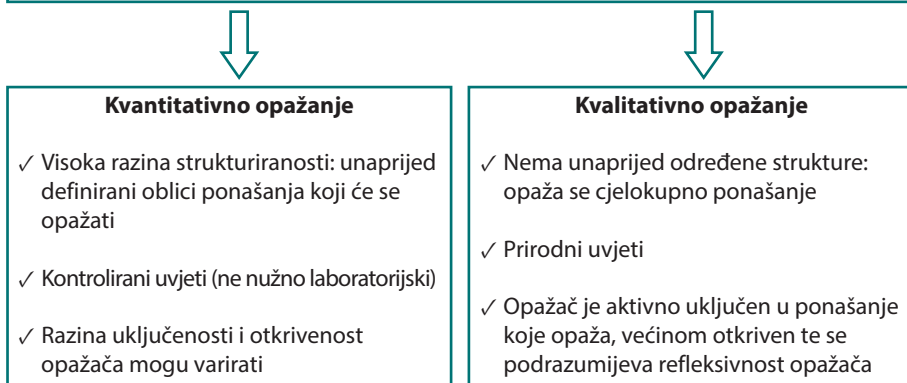 Kvantitativno opažanje
✓ Visoka razina strukturiranosti: unaprijed
definirani oblici ponašanja koji će se
opažati
✓ Kontrolirani uvjeti (ne nužno laboratorijski)
✓ Razina uključenosti i otkrivenost
opažača mogu varirati
Kvalitativno opažanje
✓ Nema unaprijed određene strukture:
opaža se cjelokupno ponašanje
✓ Prirodni uvjeti
✓ Opažač je aktivno uključen u ponašanje
koje opaža, većinom otkriven te se
podrazumijeva refleksivnost opažača